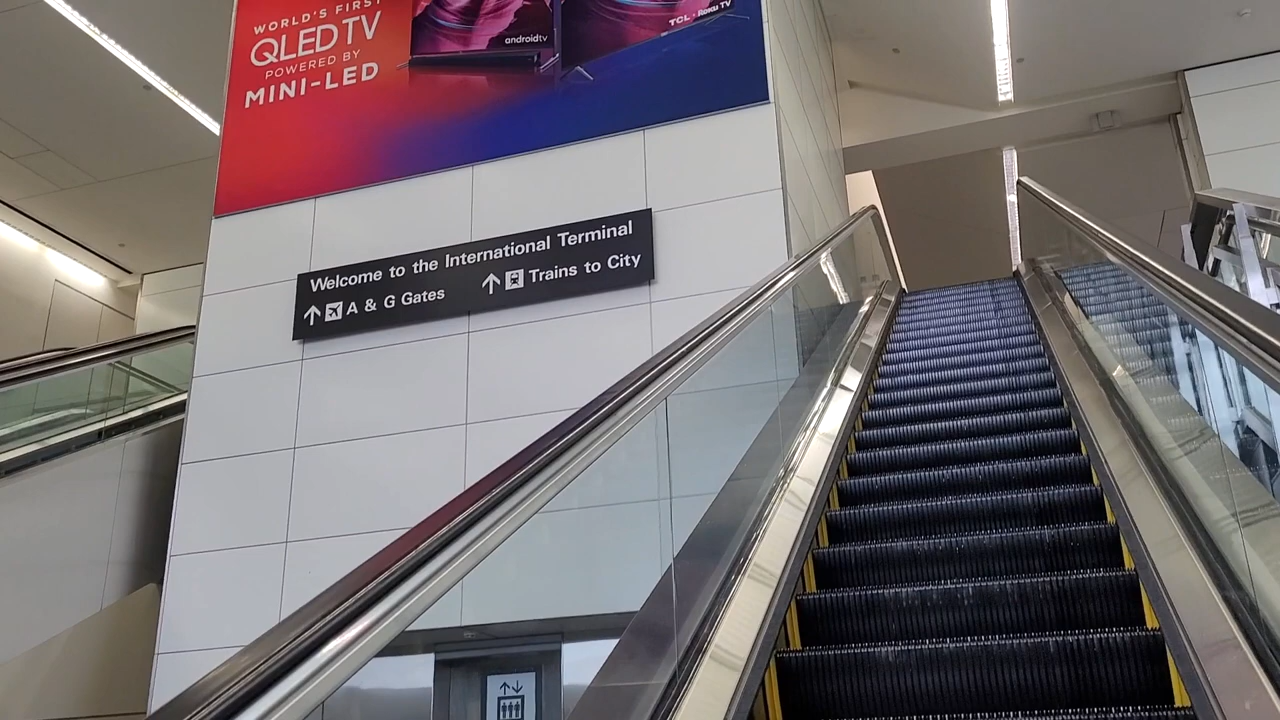 WORLD'S FIRST
QLED TV
POWERED BY
MINI-LED
androidtv
TCL • Roku TV
Welcome to the International Terminal
A & G Gates
Trains to City